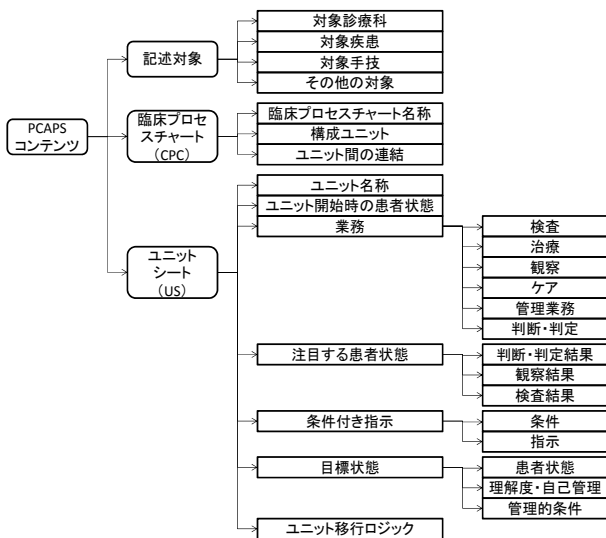 PCAPS
コンテンツ
記述対象
対象診療科
対象疾患
対象手技
その他の対象
臨床プロセ
スチャート
(CPC)
臨床プロセスチャート名称
構成ユニット
ユニット間の連結
ユニット
シート
(US)
ユニット名称
ユニット開始時の患者状態
業務
検査
治療
観察
ケア
管理業務
判断・判定
注目する患者状態
判断・判定結果
観察結果
検査結果
条件付き指示
条件
指示
目標状態
患者状態
理解度・自己管理
管理的条件
ユニット移行ロジック